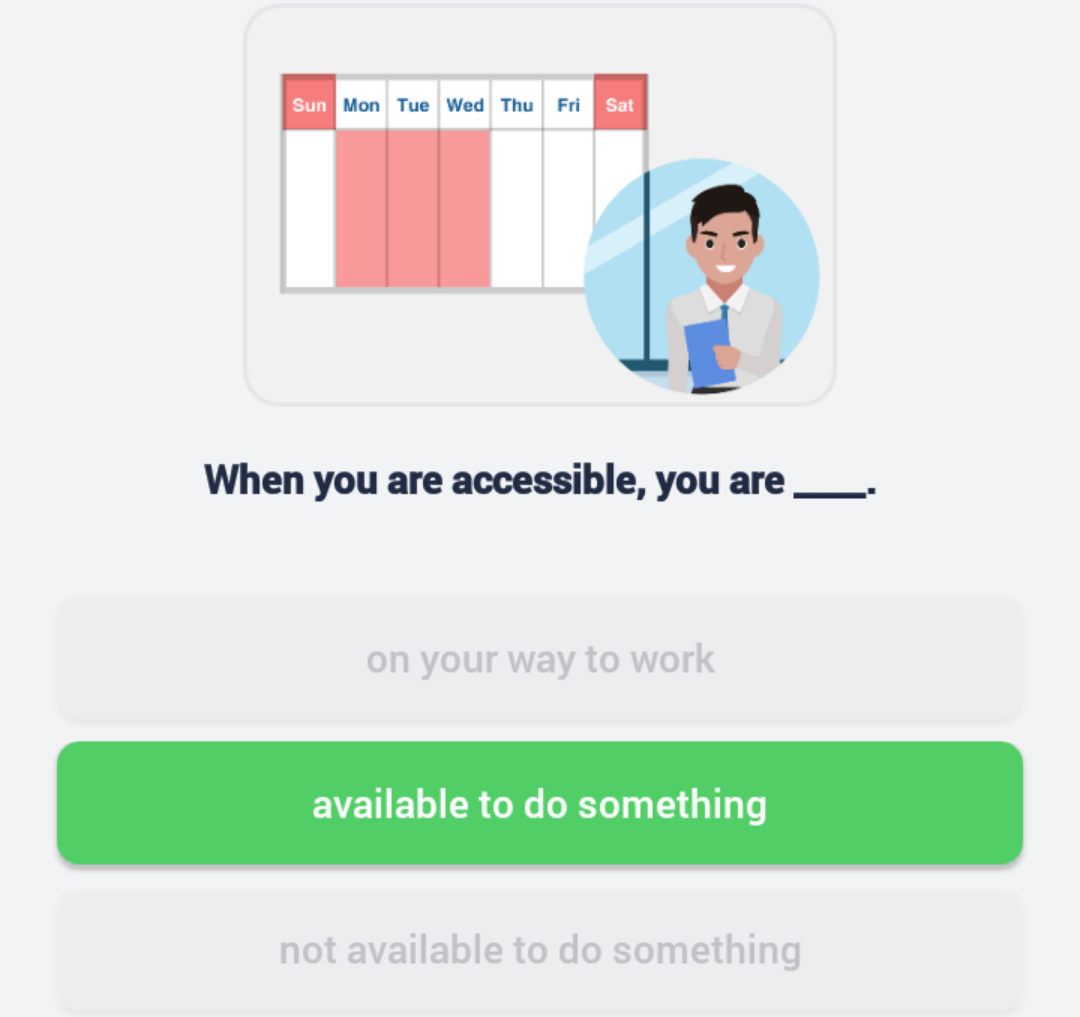 Sun Mon Tue Wed Thu Fri Sat
When you are accessible, you are ____.
on your way to work
available to do something
not available to do something